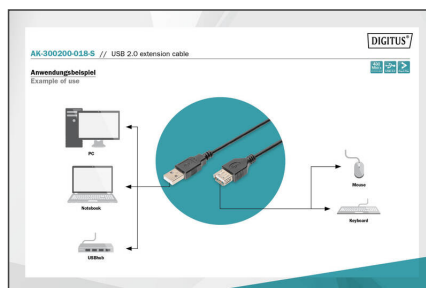 DIGITUS®
AK-300200-018-S // USB 2.0 extension cable
Anwendungsbeispiel
Example of use
PC
Notebook
USBhub
Mouse
Keyboard